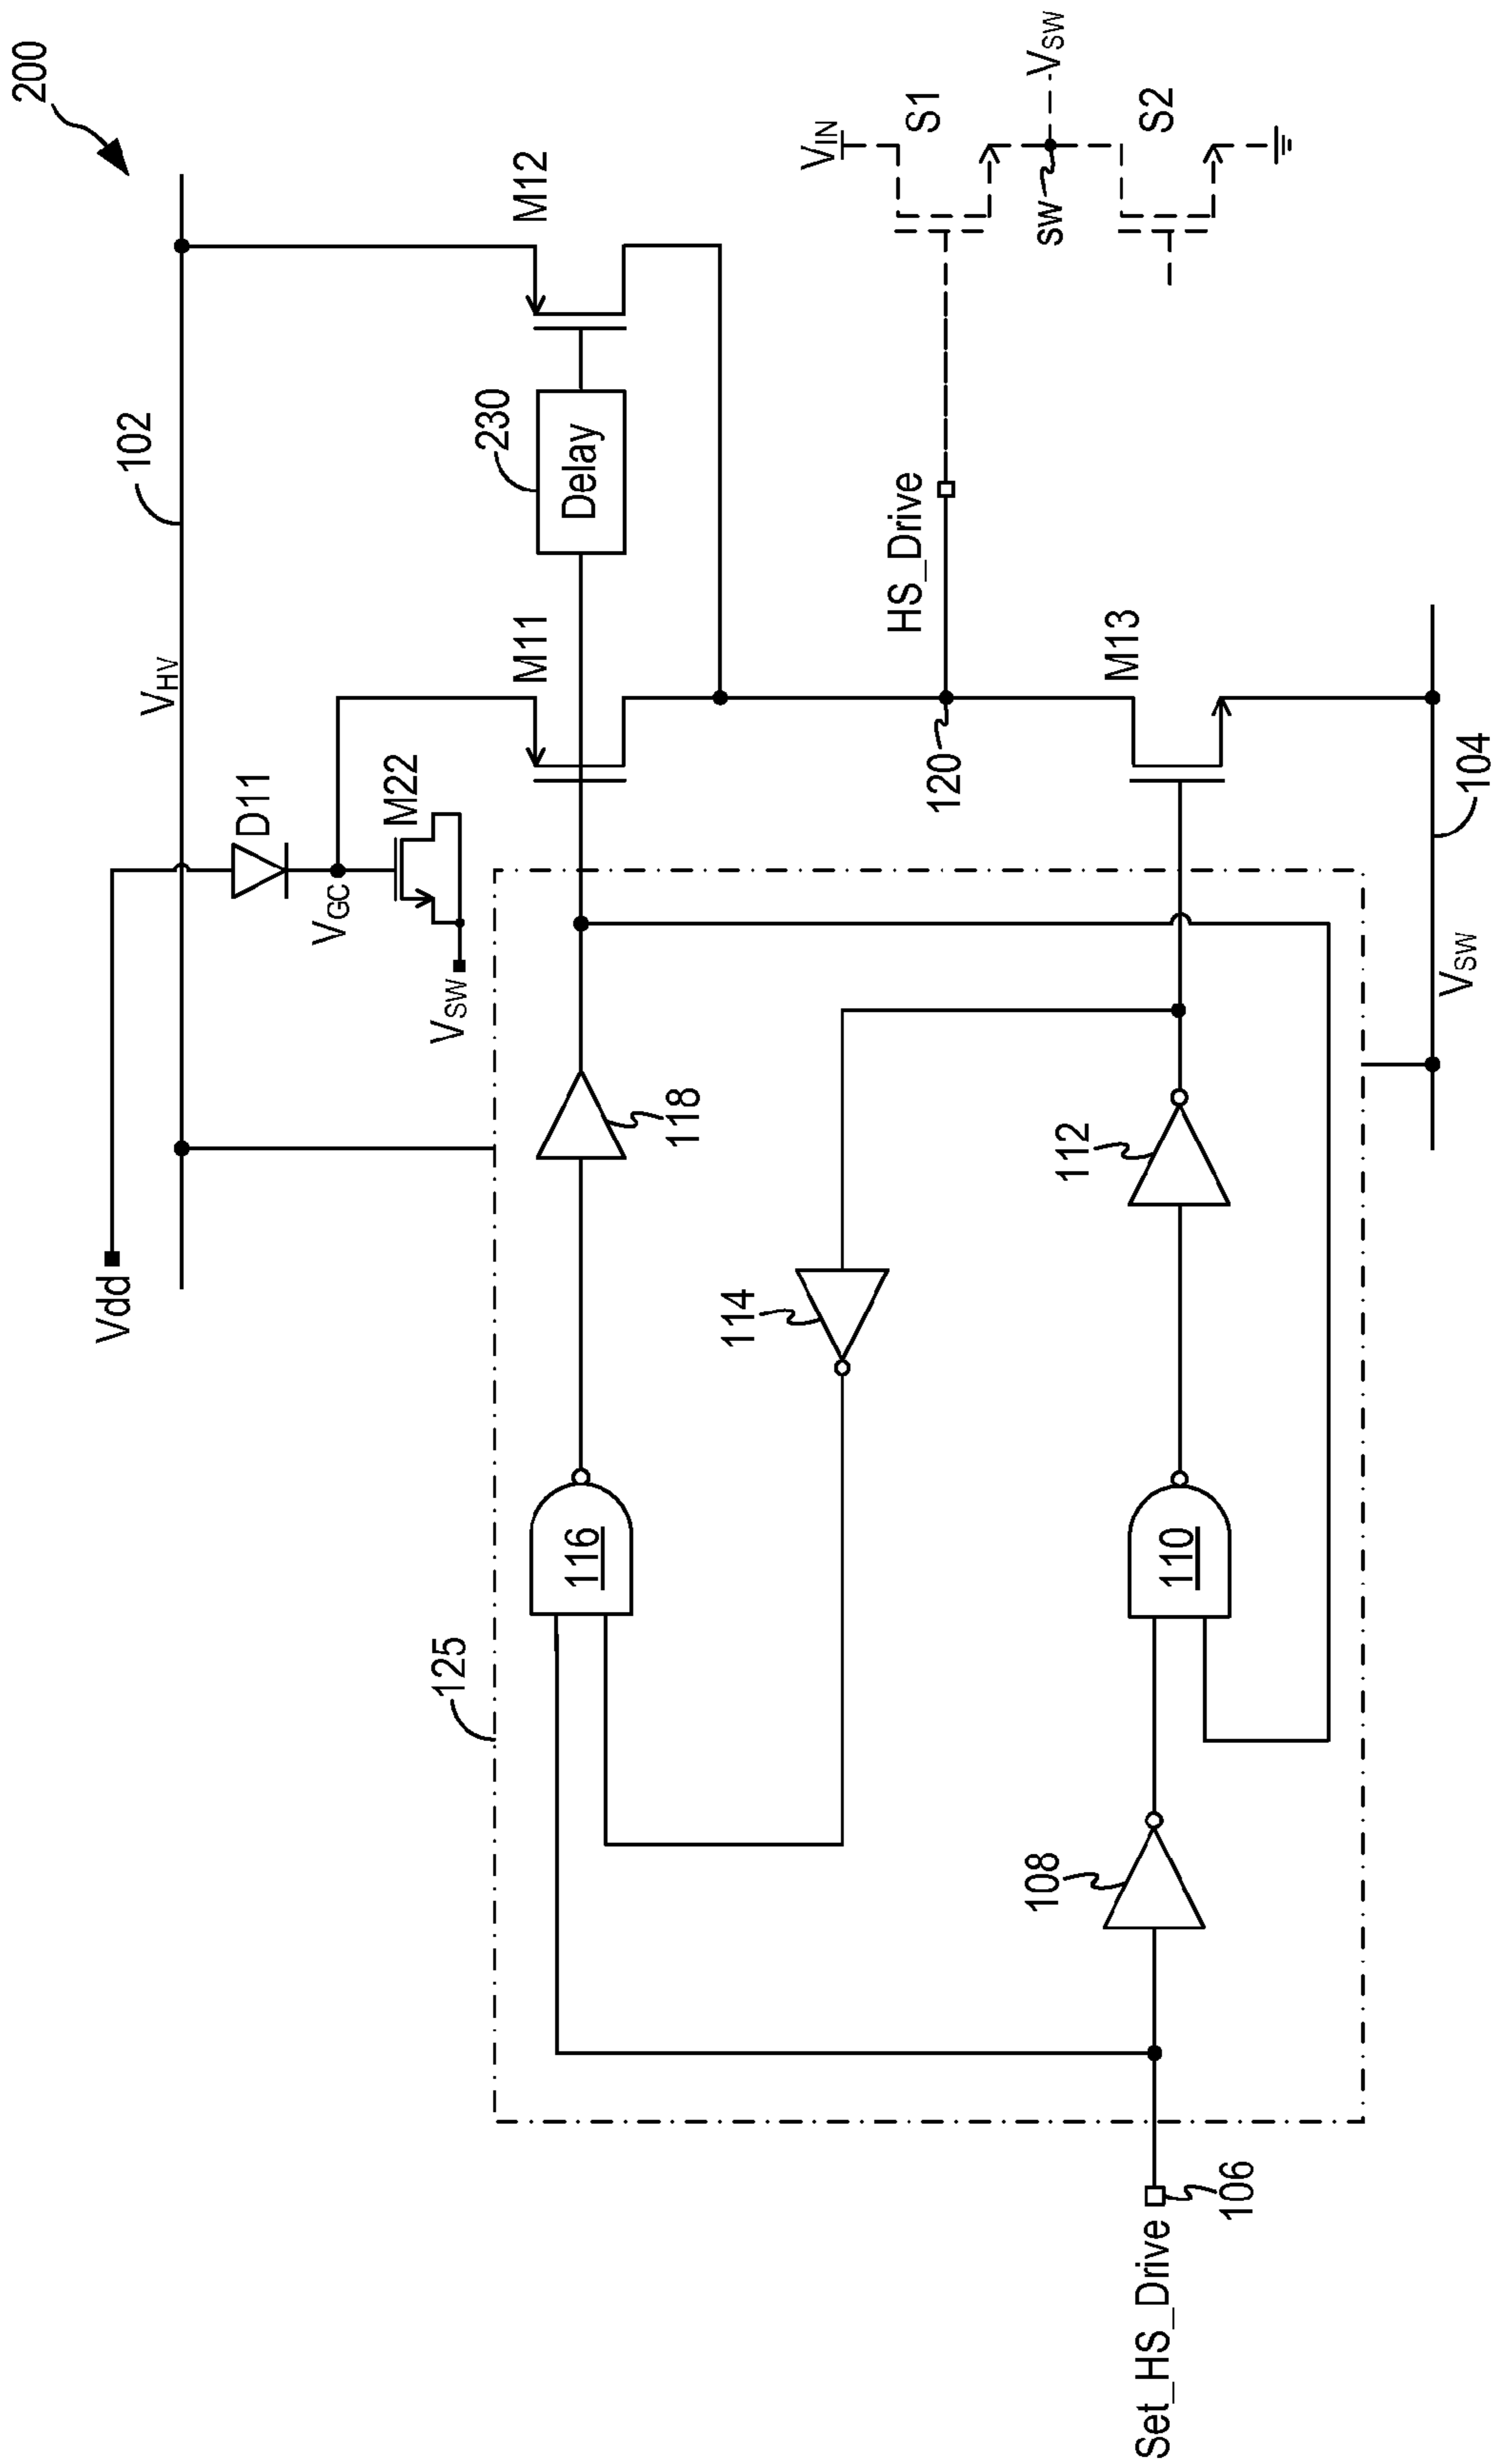 200
Vdd
V_HV
102
D11
V_GC
M22
V_SW
M11
M12
230
Delay
125
116
118
114
112
110
108
120
HS_Drive
M13
V_IN
S1
sw
V_SW
S2
Set_HS_Drive
106
V_SW
104